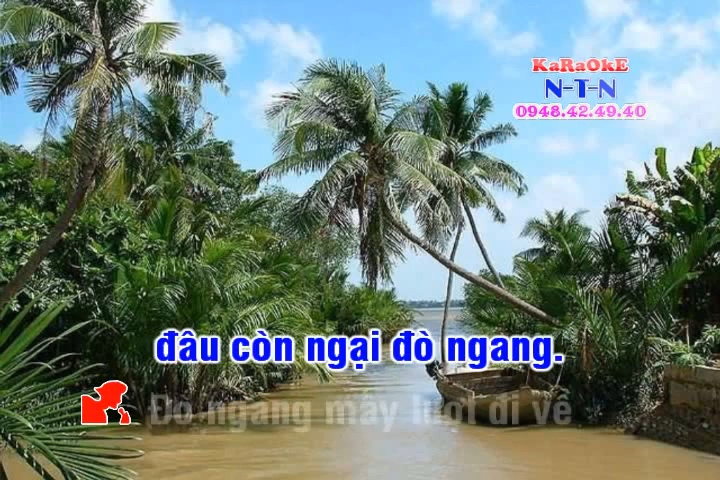 KaRaOkE
N-T-N
0948.42.49.40
đâu còn ngại đò ngang.
Đò ngang mấy lượt đi về